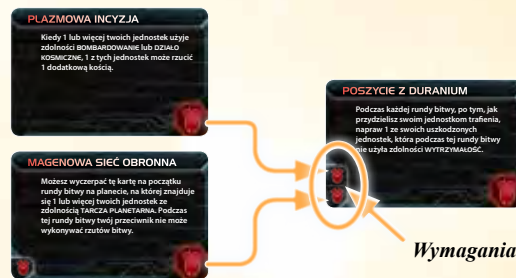 PLAZMOWA INCYZJA
Kiedy 1 lub więcej twoich jednostek użyje
zdolności BOMBARDOWANIE lub DZIAŁO
KOSMICZNE, 1 z tych jednostek może rzucić
1 dodatkową kością.
MAGENOWA SIEĆ OBRONNA
Możesz wyczerpać tę kartę na początku
rundy bitwy na planecie, na której znajduje
się 1 lub więcej twoich jednostek ze
zdolnością TARCZA PLANETARNA. Podczas
tej rundy bitwy twój przeciwnik nie może
wykonywać rzutów bitwy.
POSZYCIE Z DURANIUM
Podczas każdej rundy bitwy, po tym, jak
przydzielisz swoim jednostkom trafienia,
napraw 1 ze swoich uszkodzonych
jednostek, która podczas tej rundy bitwy
nie użyła zdolności WYTRZYMAŁOŚĆ.
Wymagania